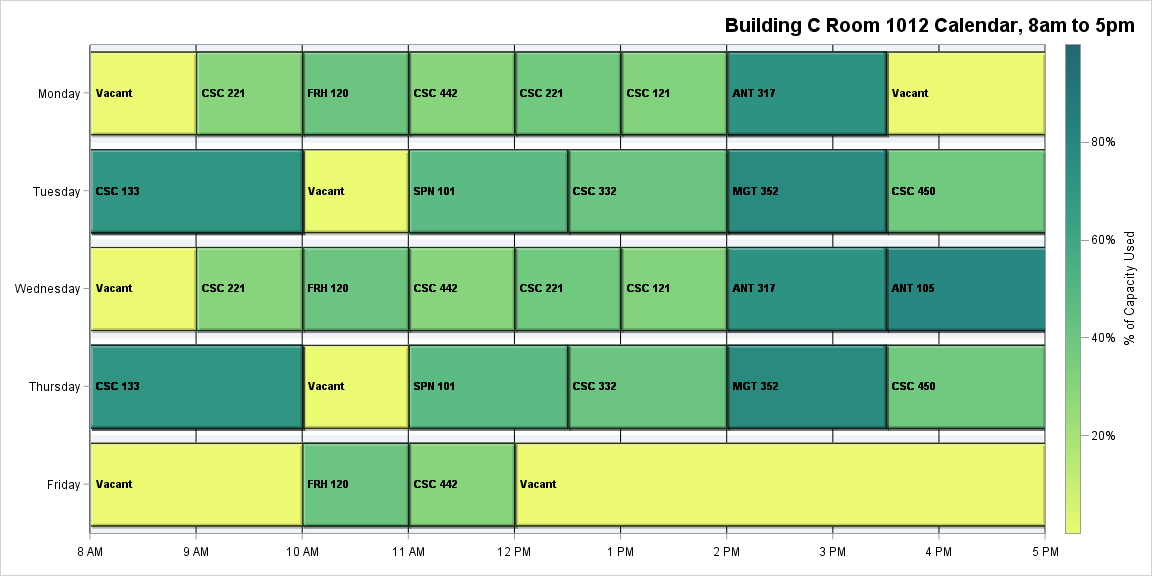 Building C Room 1012 Calendar, 8am to 5pm
Monday
Vacant
CSC 221
FRH 120
CSC 442
CSC 221
CSC 121
ANT 317
Vacant
Tuesday
CSC 133
Vacant
SPN 101
CSC 332
MGT 352
CSC 450
Wednesday
Vacant
CSC 221
FRH 120
CSC 442
CSC 221
CSC 121
ANT 317
ANT 105
Thursday
CSC 133
Vacant
SPN 101
CSC 332
MGT 352
CSC 450
Friday
Vacant
FRH 120
CSC 442
Vacant
8 AM
9 AM
10 AM
11 AM
12 PM
1 PM
2 PM
3 PM
4 PM
5 PM
80%
60%
40%
20%
% of Capacity Used